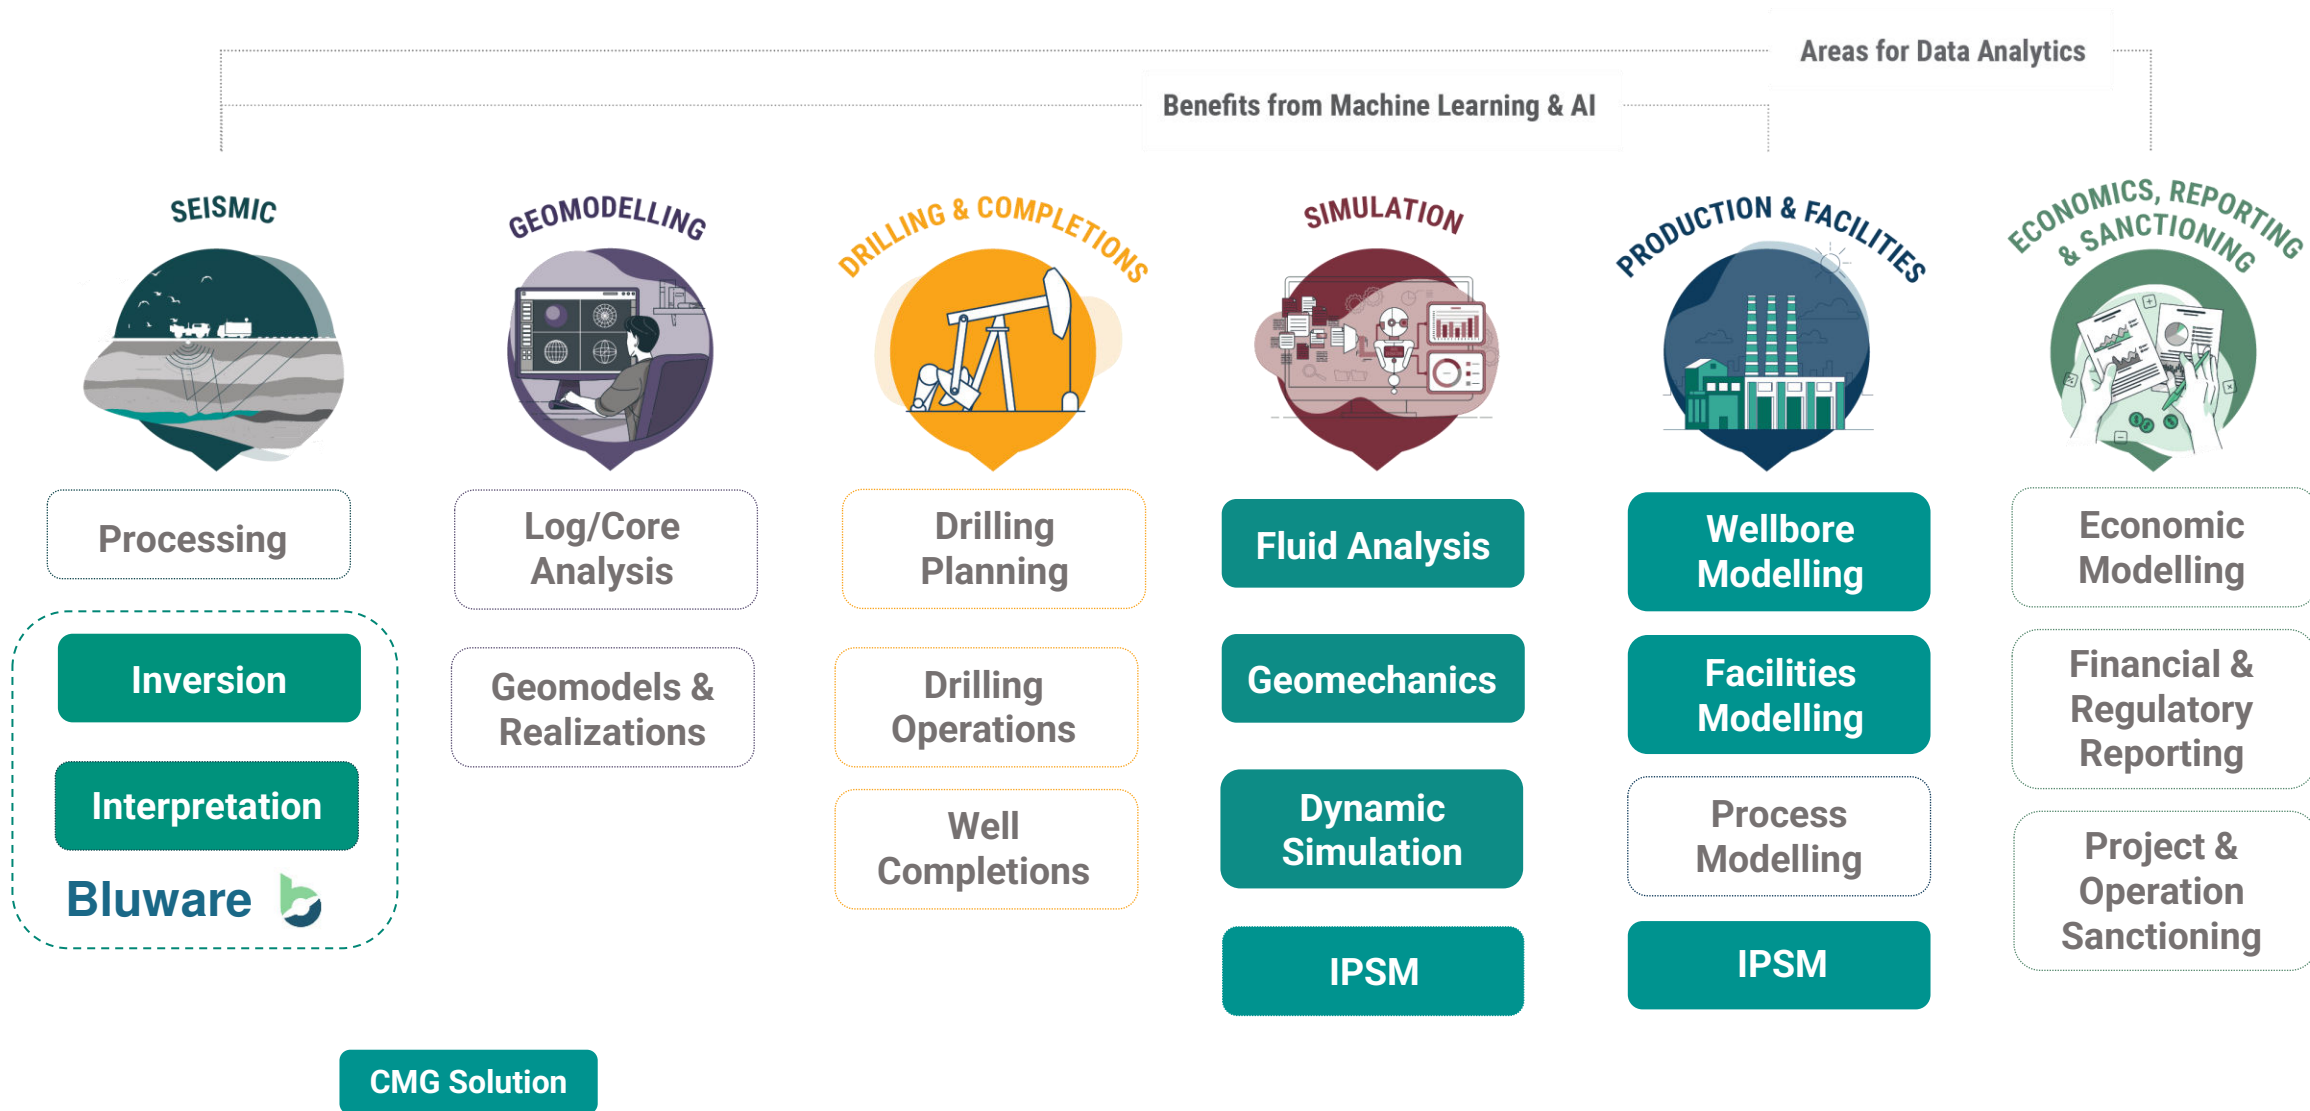 Areas for Data Analytics
Benefits from Machine Learning & AI
SEISMIC
GEOMODELLING
DRILLING & COMPLETIONS
SIMULATION
PRODUCTION & FACILITIES
ECONOMICS, REPORTING
& SANCTIONING
Processing
Inversion
Interpretation
Bluware
Log/Core
Analysis
Geomodels &
Realizations
Drilling
Planning
Drilling
Operations
Well
Completions
Fluid Analysis
Geomechanics
Dynamic
Simulation
IPSM
Wellbore
Modelling
Facilities
Modelling
Process
Modelling
IPSM
Economic
Modelling
Financial &
Regulatory
Reporting
Project &
Operation
Sanctioning
CMG Solution